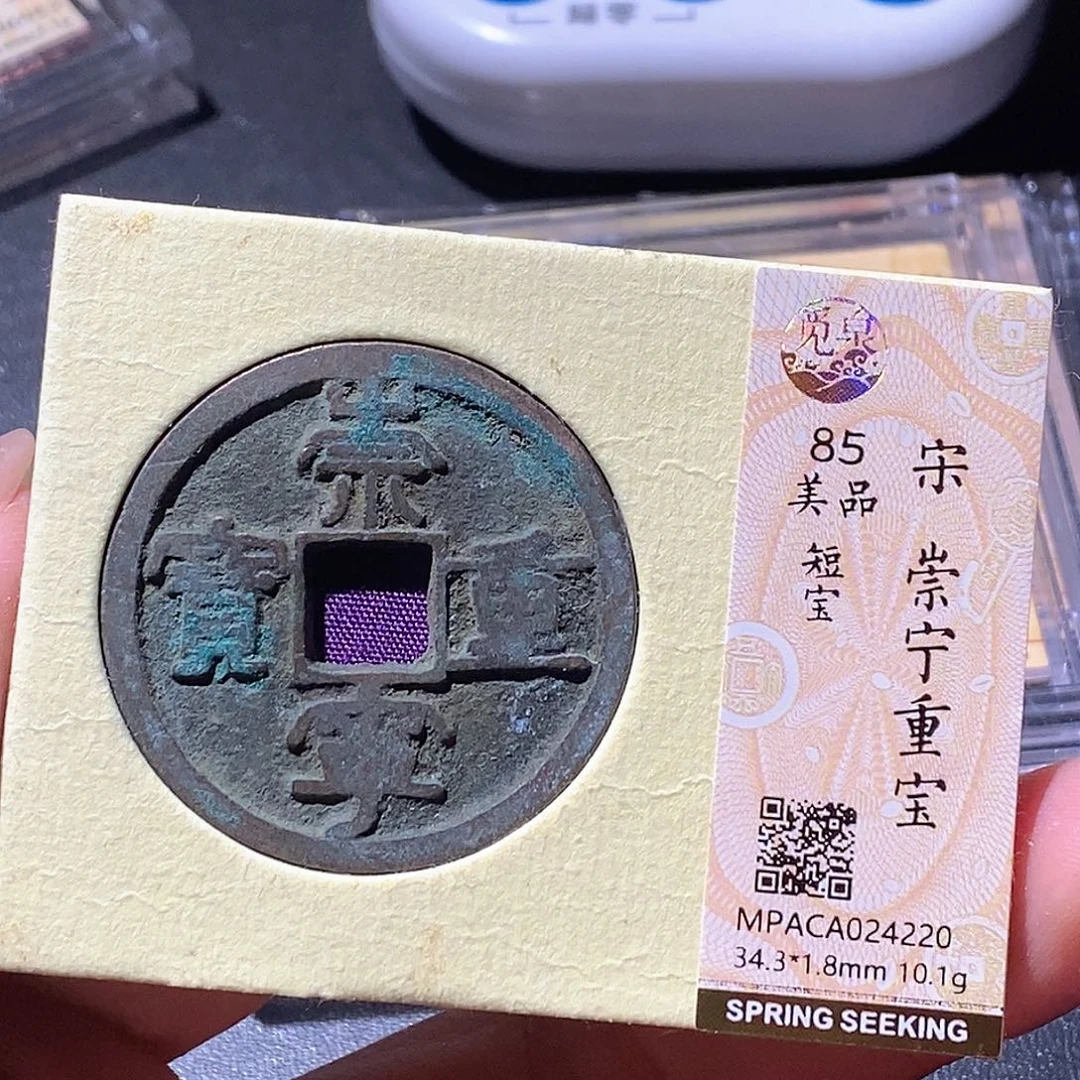 崇寧重寶
觅泉
85
美品
短宝
宋 崇宁重宝
MPACA024220
34.3*1.8mm 10.1g
SPRING SEEKING